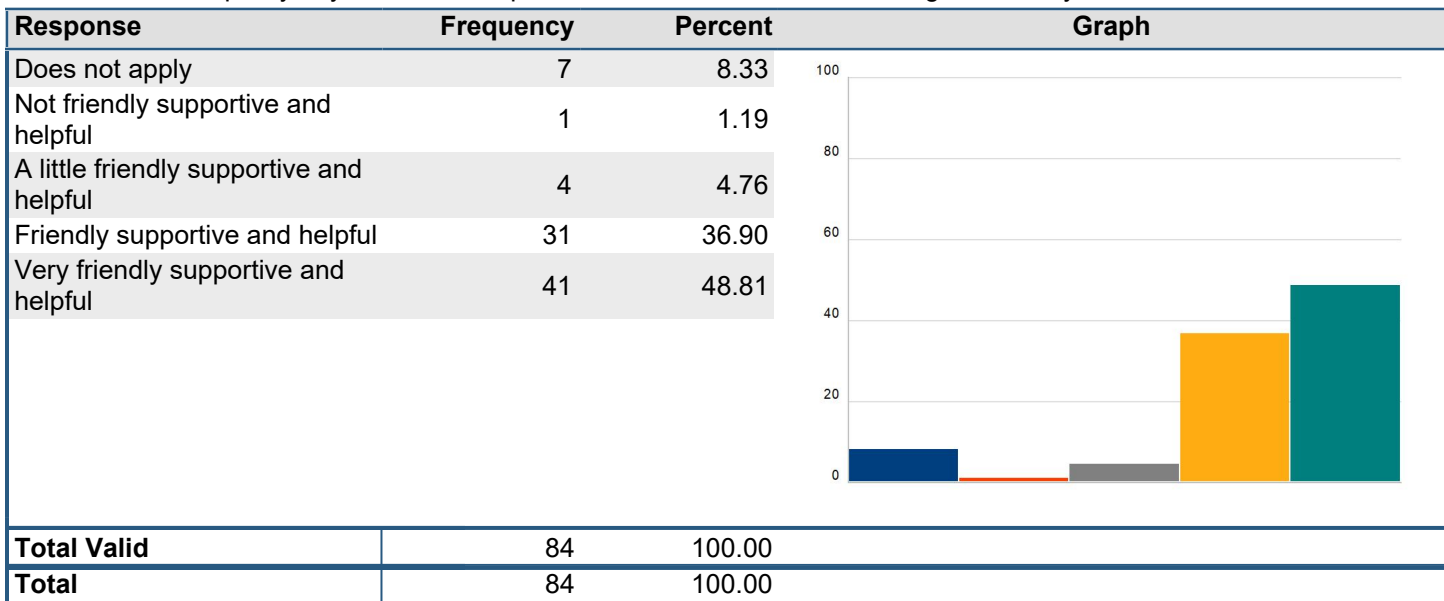 Response Frequency Percent Graph
Does not apply 7 8.33
Not friendly supportive and
helpful 1 1.19
A little friendly supportive and
helpful 4 4.76
Friendly supportive and helpful 31 36.90
Very friendly supportive and
helpful 41 48.81
100
80
60
40
20
0
Total Valid 84 100.00
Total 84 100.00